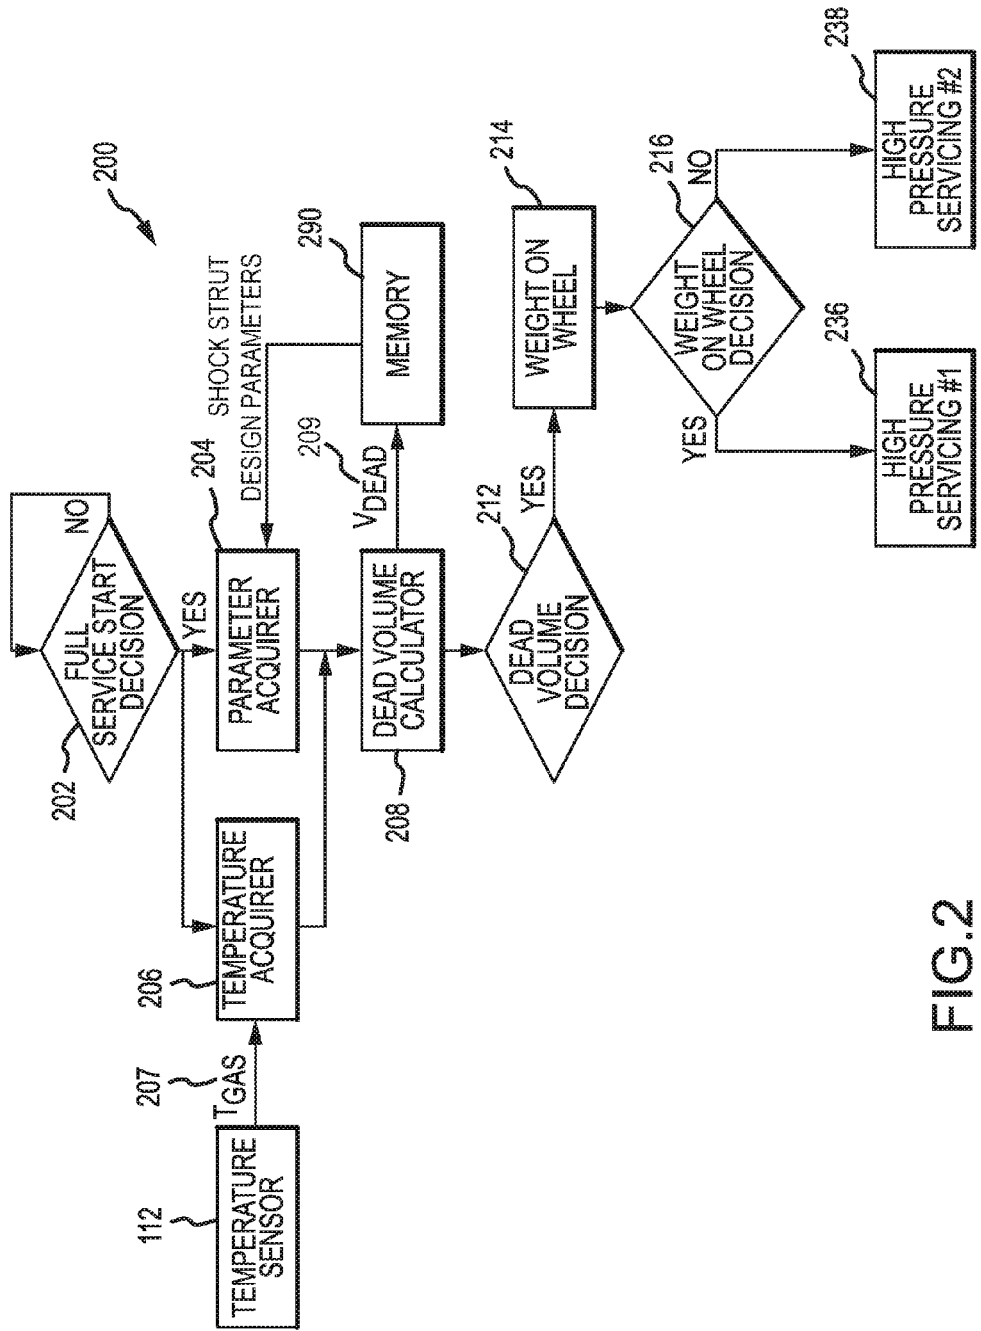 200
NO
FULL
SERVICE START
DECISION
202
YES
SHOCK STRUT
DESIGN PARAMETERS
204
PARAMETER
ACQUIRER
290
MEMORY
112
TEMPERATURE
SENSOR
207
TGAS
206
TEMPERATURE
ACQUIRER
209
VDEAD
208
DEAD VOLUME
CALCULATOR
212
DEAD
VOLUME
DECISION
YES
214
WEIGHT ON
WHEEL
216
WEIGHT
ON WHEEL
DECISION
YES
NO
236
HIGH
PRESSURE
SERVICING #1
238
HIGH
PRESSURE
SERVICING #2
FIG.2